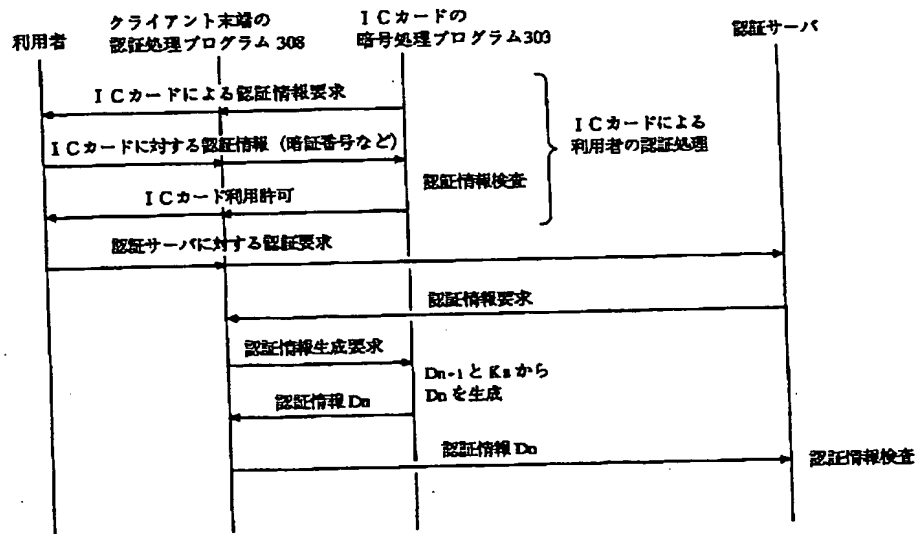 利用者
クライアント末端の
認証処理プログラム 308
ＩＣカードの
暗号処理プログラム303
認証サーバ
ＩＣカードによる認証情報要求
ＩＣカードに対する認証情報（暗証番号など）
認証情報検査
ＩＣカード利用許可
ＩＣカードによる
利用者の認証処理
認証サーバに対する認証要求
認証情報要求
認証情報生成要求
Dn-1とKsから
Dnを生成
認証情報 Dn
認証情報 Dn
認証情報検査